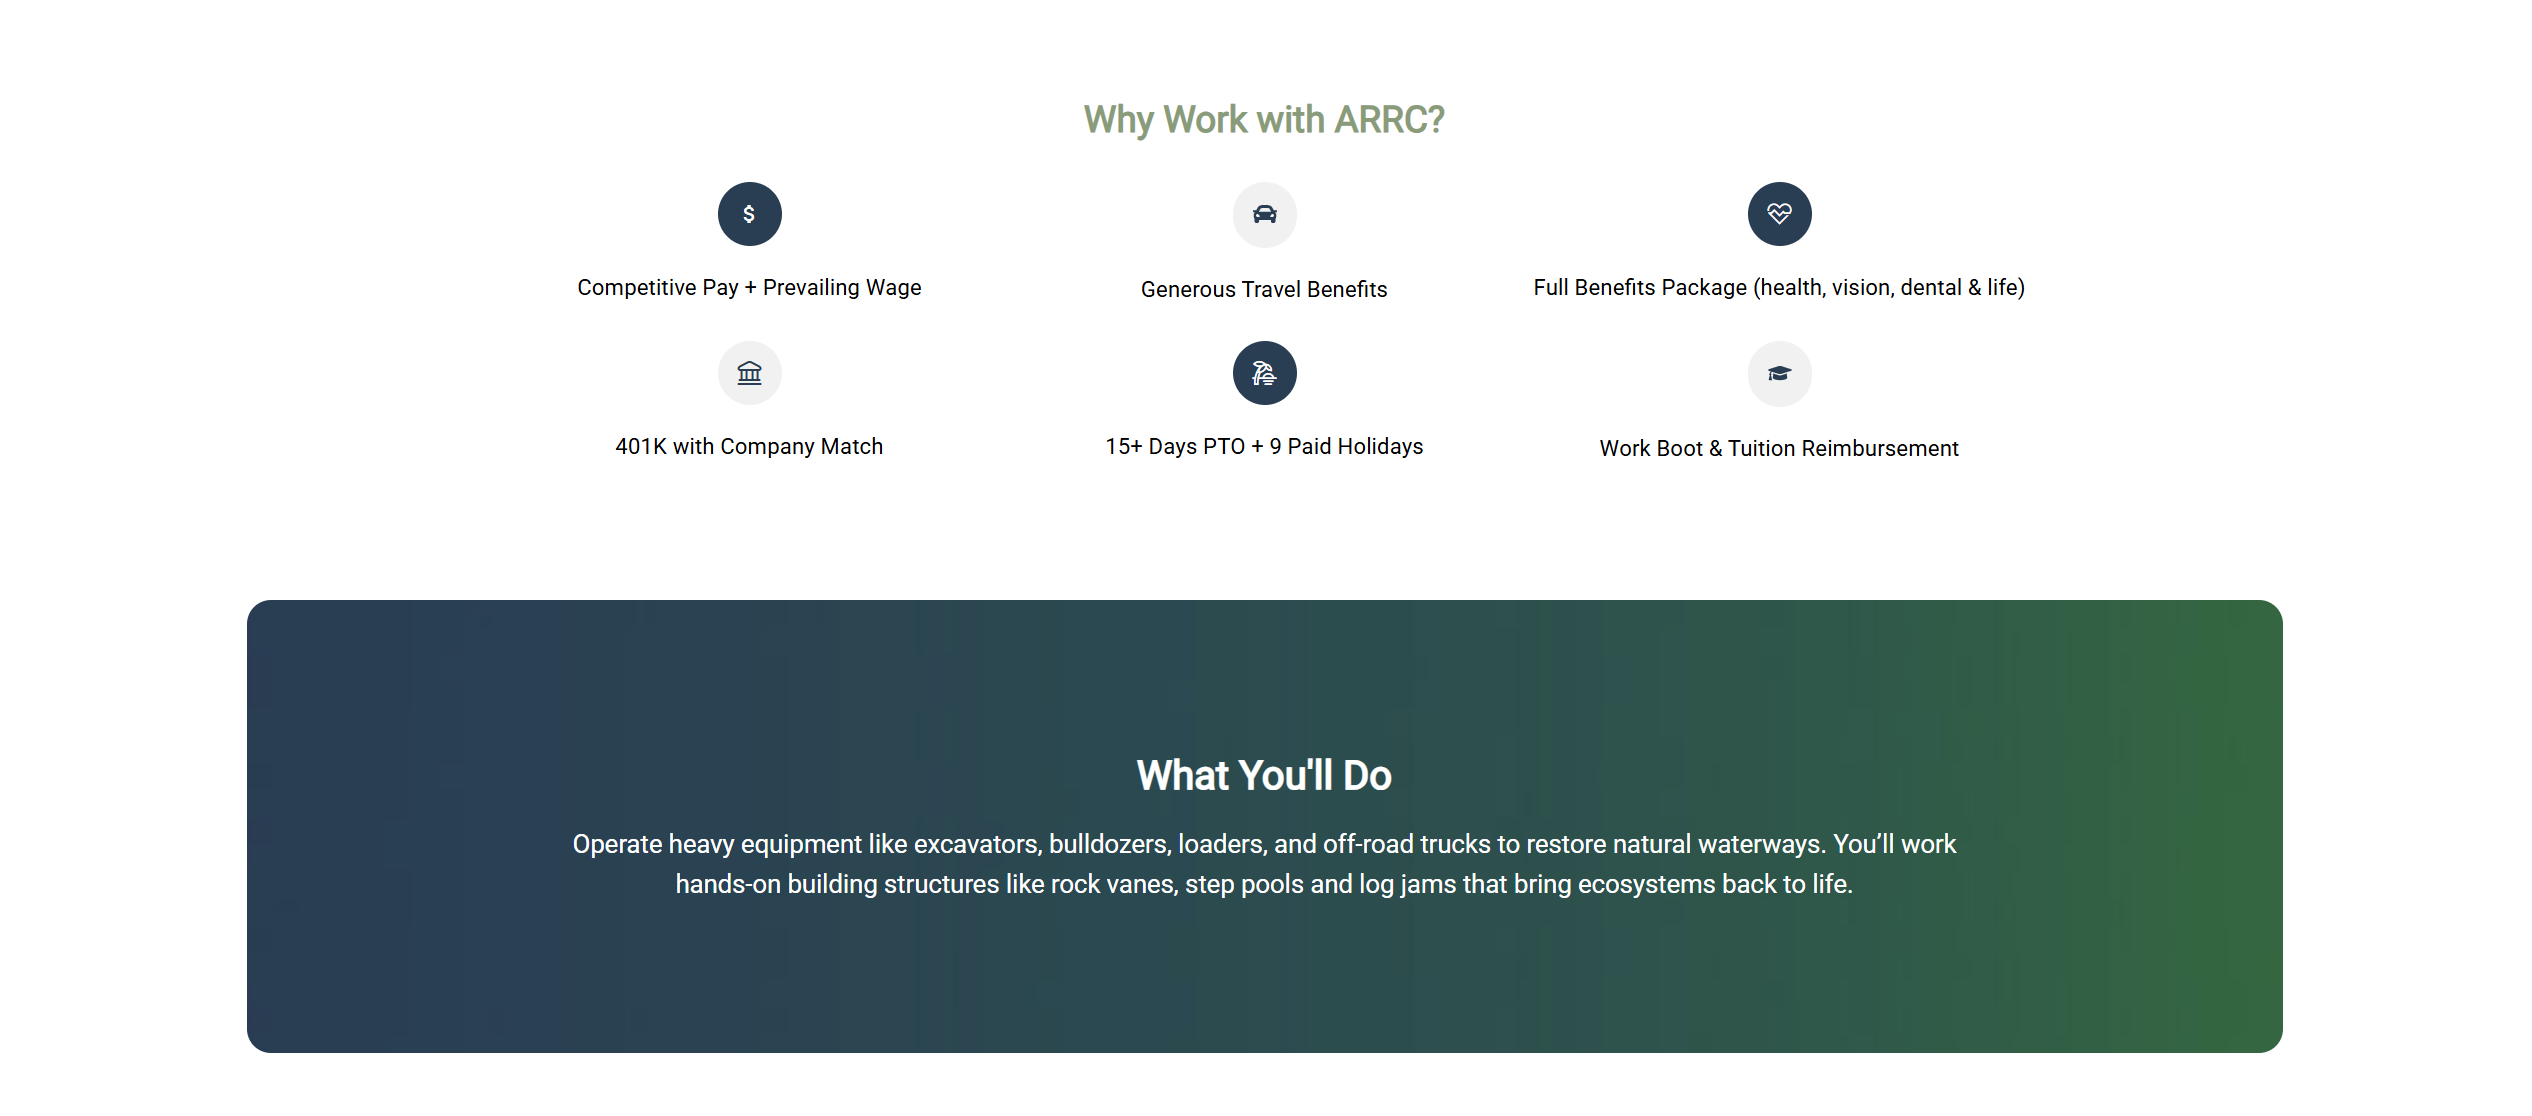 Why Work with ARRC?
$
Competitive Pay + Prevailing Wage
Generous Travel Benefits
Full Benefits Package (health, vision, dental & life)
401K with Company Match
15+ Days PTO + 9 Paid Holidays
Work Boot & Tuition Reimbursement
What You'll Do
Operate heavy equipment like excavators, bulldozers, loaders, and off-road trucks to restore natural waterways. You’ll work
hands-on building structures like rock vanes, step pools and log jams that bring ecosystems back to life.